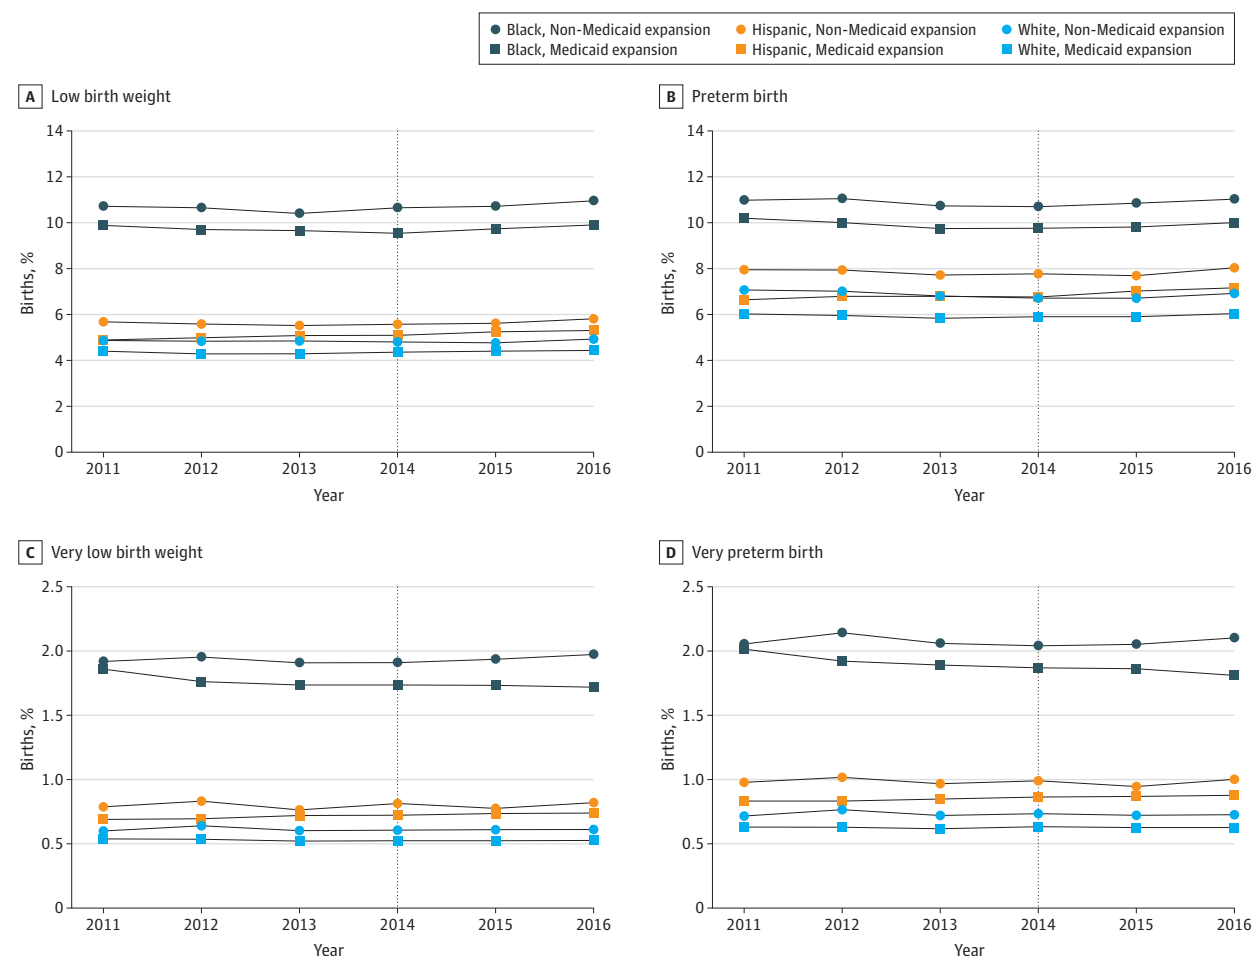 Black, Non-Medicaid expansion Hispanic, Non-Medicaid expansion White, Non-Medicaid expansion
Black, Medicaid expansion Hispanic, Medicaid expansion White, Medicaid expansion
A Low birth weight
14
12
10
8
6
4
2
0
Births, %
2011 2012 2013 2014 2015 2016
Year
B Preterm birth
14
12
10
8
6
4
2
0
Births, %
2011 2012 2013 2014 2015 2016
Year
C Very low birth weight
2.5
2.0
1.5
1.0
0.5
0
Births, %
2011 2012 2013 2014 2015 2016
Year
D Very preterm birth
2.5
2.0
1.5
1.0
0.5
0
Births, %
2011 2012 2013 2014 2015 2016
Year